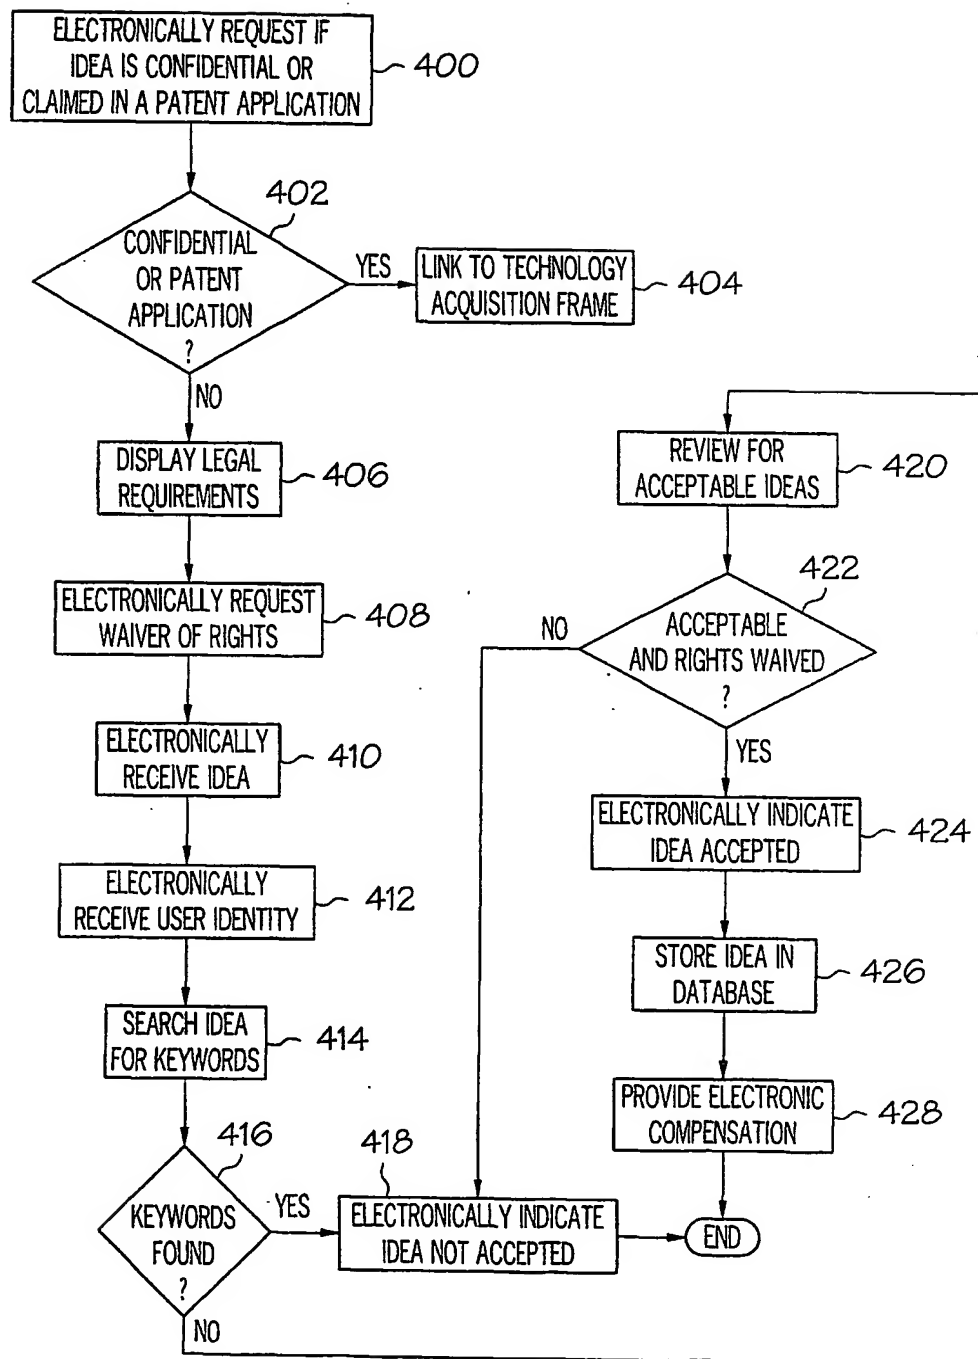 ELECTRONICALLY REQUEST IF
IDEA IS CONFIDENTIAL OR
CLAIMED IN A PATENT APPLICATION
400
402
CONFIDENTIAL
OR PATENT
APPLICATION
?
YES
LINK TO TECHNOLOGY
ACQUISITION FRAME
404
NO
DISPLAY LEGAL
REQUIREMENTS
406
ELECTRONICALLY REQUEST
WAIVER OF RIGHTS
408
ELECTRONICALLY
RECEIVE IDEA
410
ELECTRONICALLY
RECEIVE USER IDENTITY
412
SEARCH IDEA
FOR KEYWORDS
414
416
KEYWORDS
FOUND
?
YES
NO
418
ELECTRONICALLY INDICATE
IDEA NOT ACCEPTED
REVIEW FOR
ACCEPTABLE IDEAS
420
422
ACCEPTABLE
AND RIGHTS WAIVED
?
NO
YES
ELECTRONICALLY INDICATE
IDEA ACCEPTED
424
STORE IDEA IN
DATABASE
426
PROVIDE ELECTRONIC
COMPENSATION
428
END